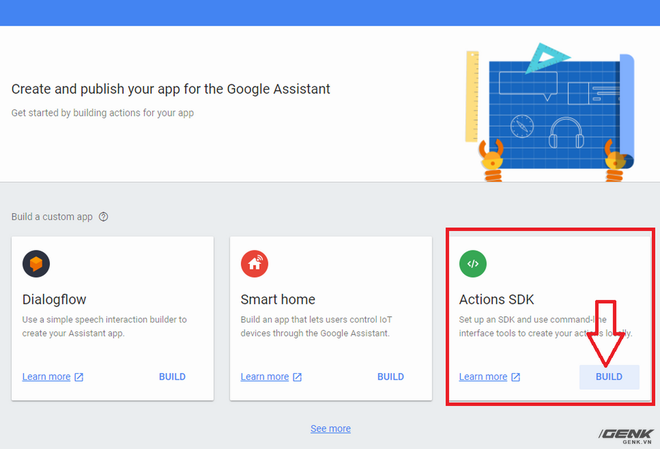 Create and publish your app for the Google Assistant
Get started by building actions for your app
Build a custom app
Dialogflow
Use a simple speech interaction builder to
create your Assistant app.
Learn more
BUILD
Smart home
Build an app that lets users control IoT
devices through the Google Assistant.
Learn more
BUILD
Actions SDK
Set up an SDK and use command-line
interface tools to create your actions locally.
Learn more
BUILD
See more
GENK
GENK.VN